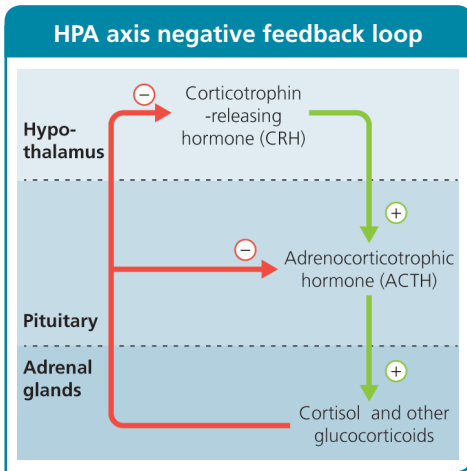 HPA axis negative feedback loop
−
Corticotrophin
-releasing
hormone (CRH)
Hypo-
thalamus
+
−
Adrenocorticotrophic
hormone (ACTH)
Pituitary
Adrenal
glands
+
Cortisol and other
glucocorticoids